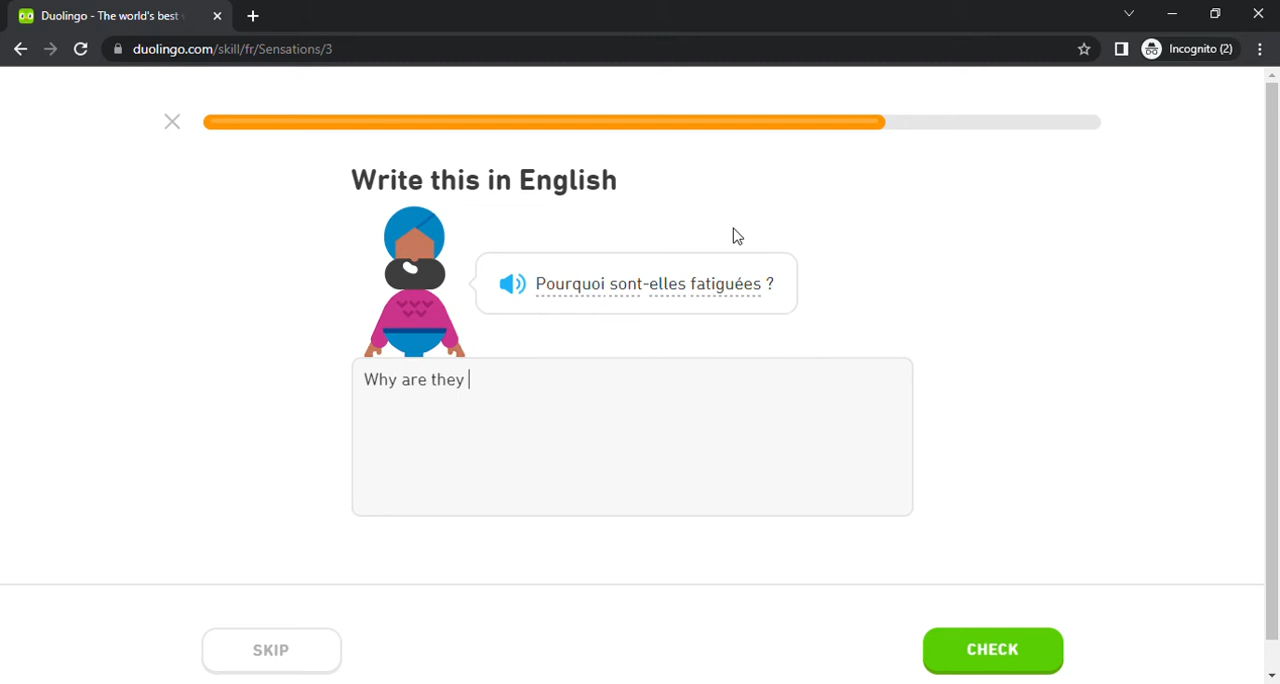 Duolingo - The world's best
duolingo.com/skill/fr/Sensations/3
Incognito (2)
Write this in English
Pourquoi sont-elles fatiguées ?
Why are they
SKIP
CHECK